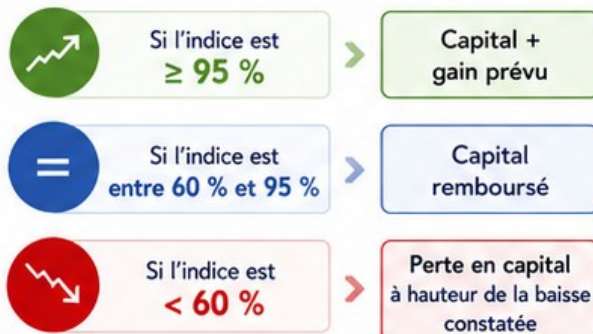 Si l'indice est
≥ 95 %
Capital +
gain prévu
Si l'indice est
entre 60 % et 95 %
Capital
remboursé
Si l'indice est
< 60 %
Perte en capital
à hauteur de la baisse
constatée